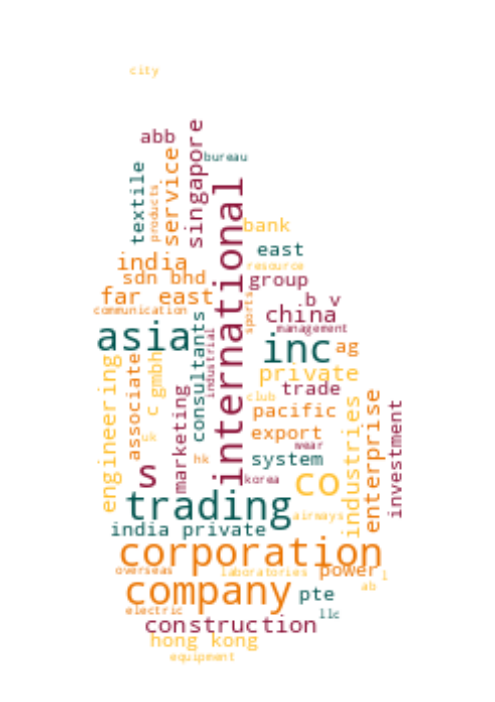 city
abb
singapore
bureau
textile
products
service
international
bank
east
india
resource
sdn bhd
group
far east
b v
communication
sports
china
management
asia
consultants
industrial
inc
ag
engineering
associate
c
gmbh
private
trade
marketing
club
pacific
industries
enterprise
investment
uk
export
wear
hk
system
s
korea
co
trading
airways
india private
corporation
overseas
laboratories
power
l
company
ab
pte
electric
llc
construction
hong kong
equipment